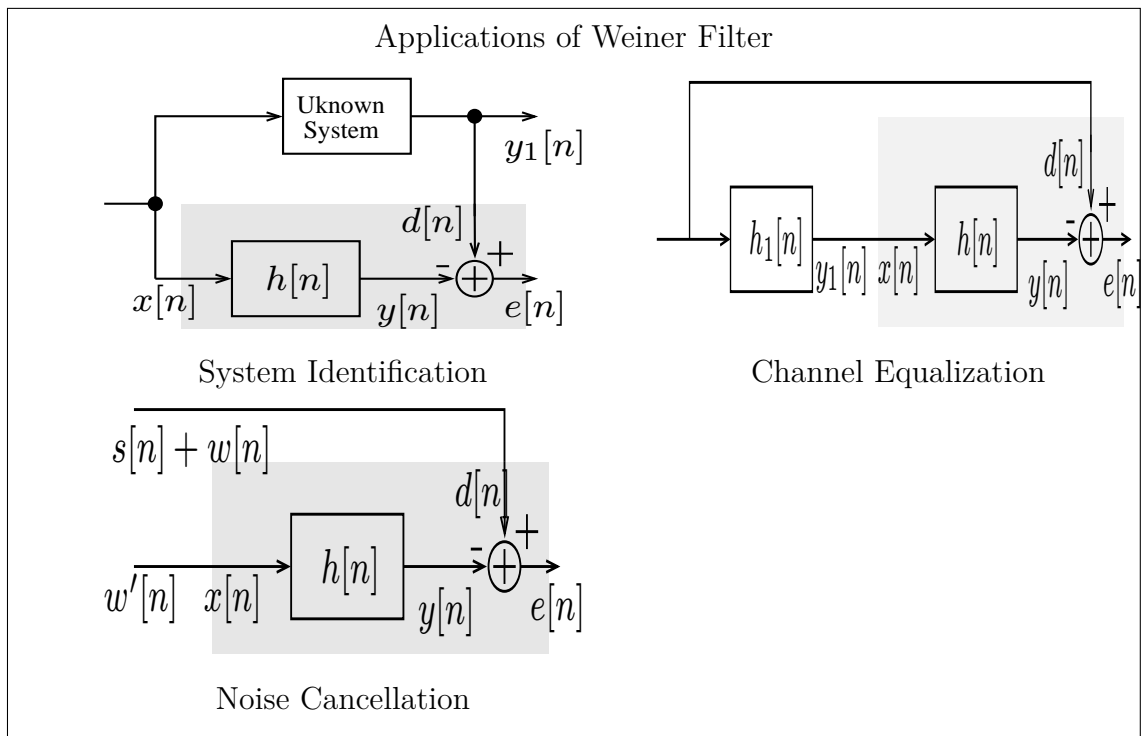 Applications of Weiner Filter
Uknown
System
y₁[n]
d[n]
+
-
+
x[n]
h[n]
y[n]
e[n]
System Identification
d[n]
+
-
+
h₁[n]
y₁[n]
x[n]
h[n]
y[n]
e[n]
Channel Equalization
s[n] + w[n]
d[n]
+
-
+
w'[n]
x[n]
h[n]
y[n]
e[n]
Noise Cancellation